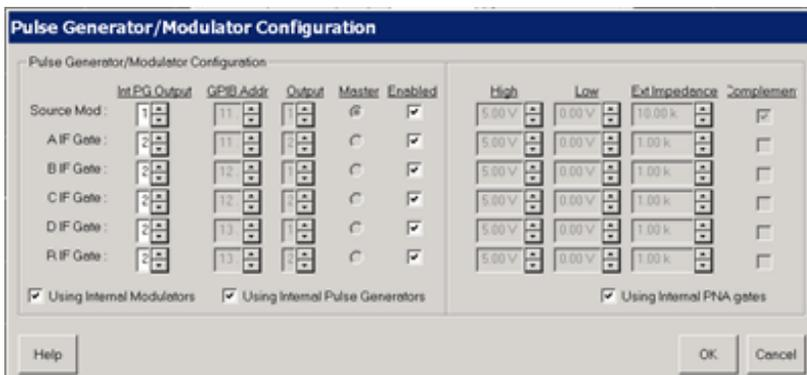 Pulse Generator/Modulator Configuration
Pulse Generator/Modulator Configuration
Int.PG Output GPIB Addr Output Master Enabled High Low Ext.Impedance Complemen
Source Mod : 1 11 . 1 5.00 V 0.00 V 10.00 k
A IF Gate : 2 11 . 2 5.00 V 0.00 V 1.00 k
B IF Gate : 2 12 . 1 5.00 V 0.00 V 1.00 k
C IF Gate : 2 12 . 2 5.00 V 0.00 V 1.00 k
D IF Gate : 2 13 . 1 5.00 V 0.00 V 1.00 k
R IF Gate : 2 13 . 2 5.00 V 0.00 V 1.00 k
Using Internal Modulators Using Internal Pulse Generators Using Internal PNA gates
Help OK Cancel